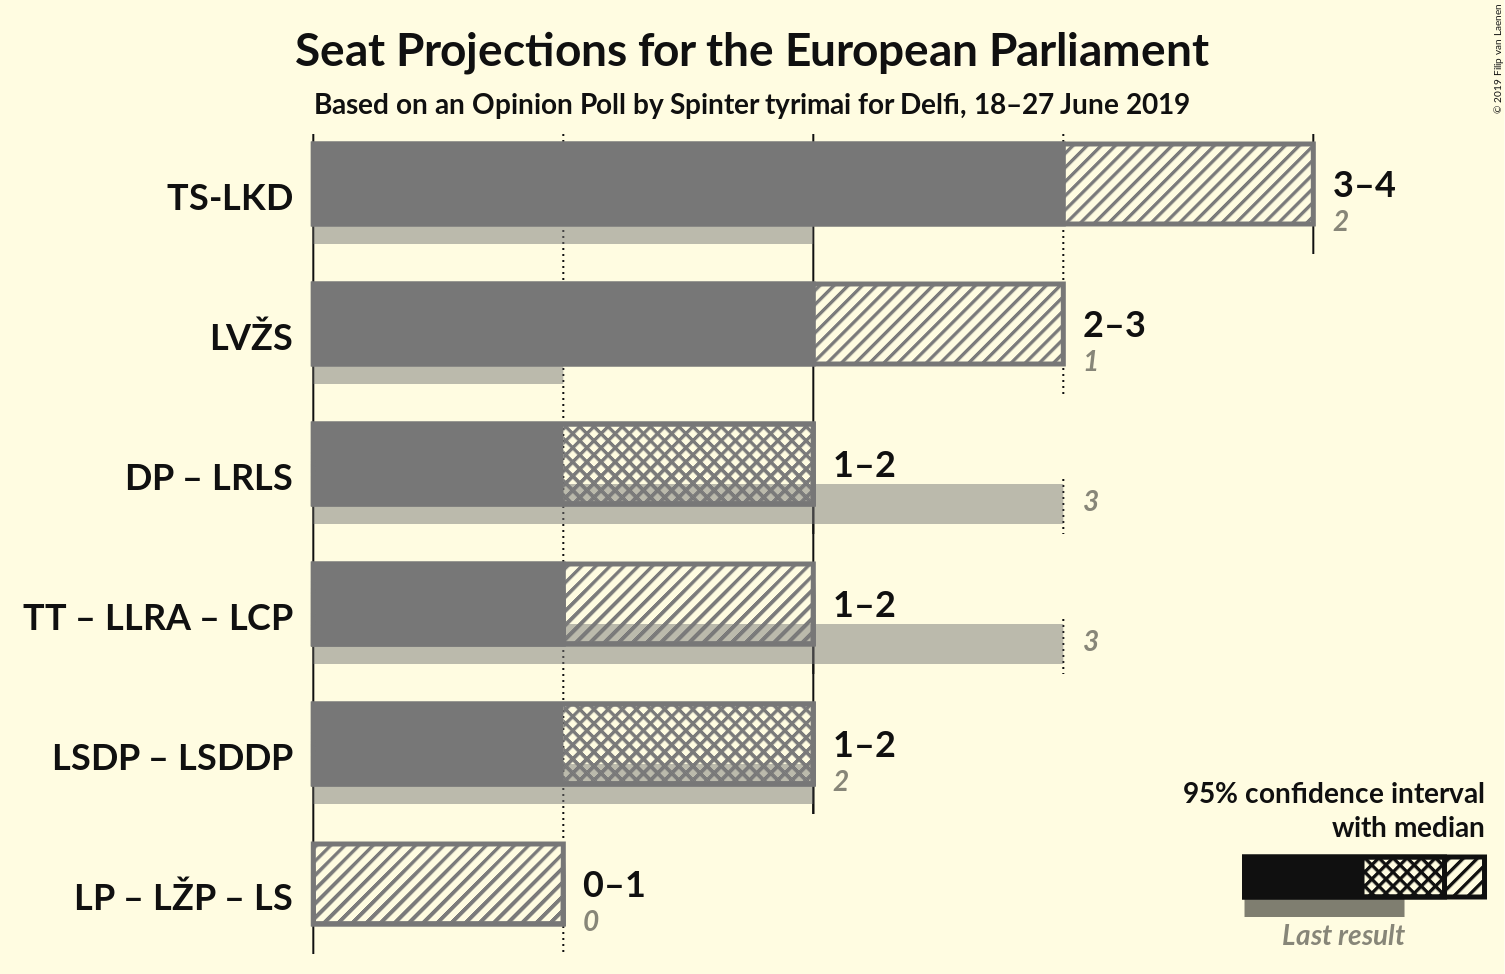 Seat Projections for the European Parliament
Based on an Opinion Poll by Spinter tyrimai for Delfi, 18–27 June 2019
© 2019 Filip van Laenen
TS-LKD
3–4
2
LVŽS
2–3
1
DP – LRLS
1–2
3
TT – LLRA – LCP
1–2
3
LSDP – LSDDP
1–2
2
LP – LŽP – LS
0–1
0
95% confidence interval
with median
Last result